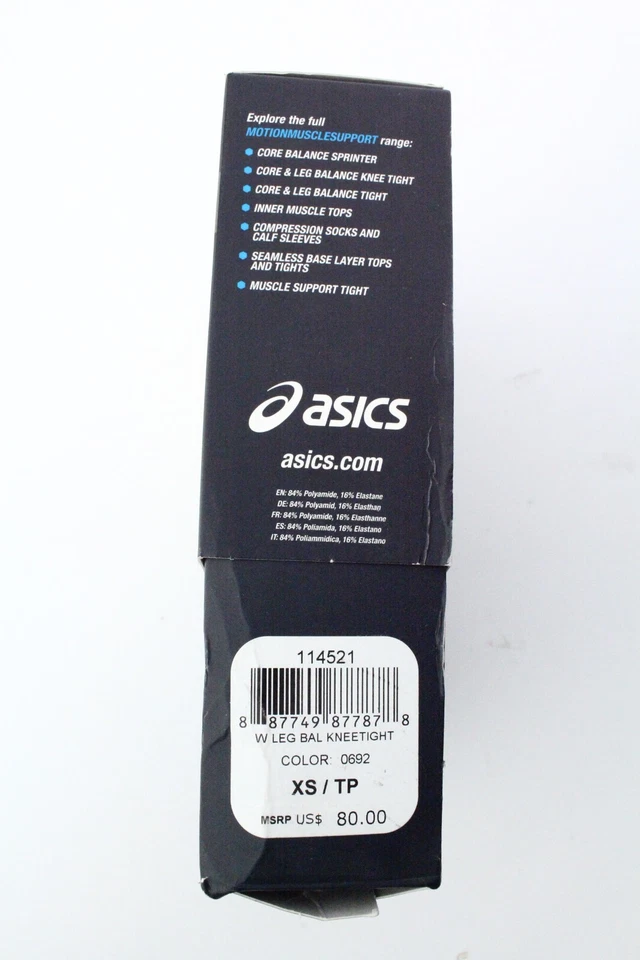 Explore the full
MOTIONMUSCLESUPPORT range:
CORE BALANCE SPRINTER
CORE & LEG BALANCE KNEE TIGHT
CORE & LEG BALANCE TIGHT
INNER MUSCLE TOPS
COMPRESSION SOCKS AND
CALF SLEEVES
SEAMLESS BASE LAYER TOPS
AND TIGHTS
MUSCLE SUPPORT TIGHT
asics
asics.com
EN: 84% Polyamide, 16% Elastane
DE: 84% Polyamid, 16% Elasthan
FR: 84% Polyamide, 16% Elasthanne
ES: 84% Poliamida, 16% Elastano
IT: 84% Poliammidica, 16% Elastano
114521
8 87749 87787 8
W LEG BAL KNEETIGHT
COLOR: 0692
XS / TP
MSRP US$ 80.00